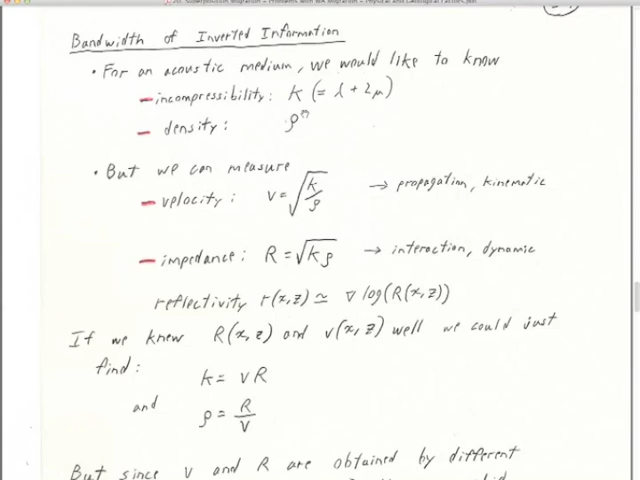 Bandwidth of Inverted Information
• For an acoustic medium, we would like to know
– incompressibility: K (= λ + 2μ)
– density: ρ
• But we can measure
– velocity: v = √(k/ρ) → propagation, kinematic
– impedance: R = √(kρ) → interaction, dynamic
reflectivity r(x,z) ≃ ∇ log(R(x,z))
If we knew R(x,z) and v(x,z) well we could just
find:
k = vR
and
ρ = R/V
But since v and R are obtained by different